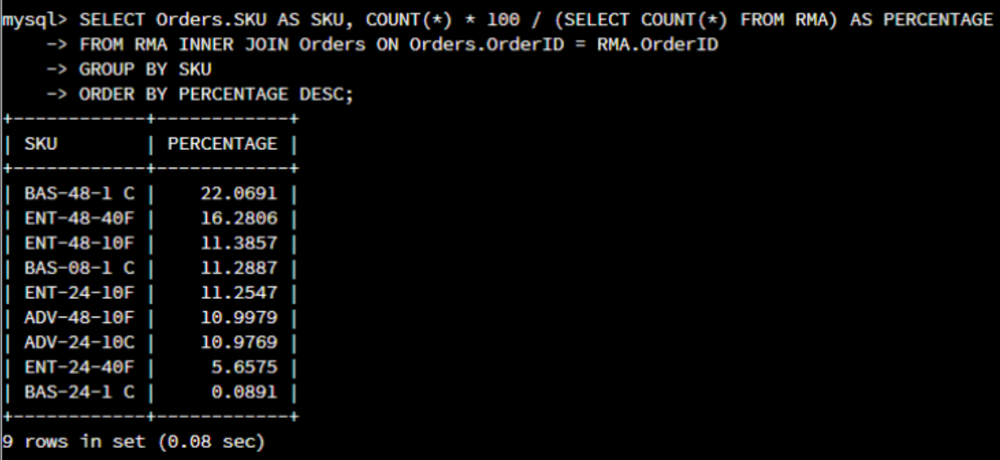 mysql> SELECT Orders.SKU AS SKU, COUNT(*) * 100 / (SELECT COUNT(*) FROM RMA) AS PERCENTAGE
    -> FROM RMA INNER JOIN Orders ON Orders.OrderID = RMA.OrderID
    -> GROUP BY SKU
    -> ORDER BY PERCENTAGE DESC;
+------------+------------+
| SKU        | PERCENTAGE |
+------------+------------+
| BAS-48-1 C |    22.0691 |
| ENT-48-40F |    16.2806 |
| ENT-48-10F |    11.3857 |
| BAS-08-1 C |    11.2887 |
| ENT-24-10F |    11.2547 |
| ADV-48-10F |    10.9979 |
| ADV-24-10C |    10.9769 |
| ENT-24-40F |     5.6575 |
| BAS-24-1 C |     0.0891 |
+------------+------------+
9 rows in set (0.08 sec)